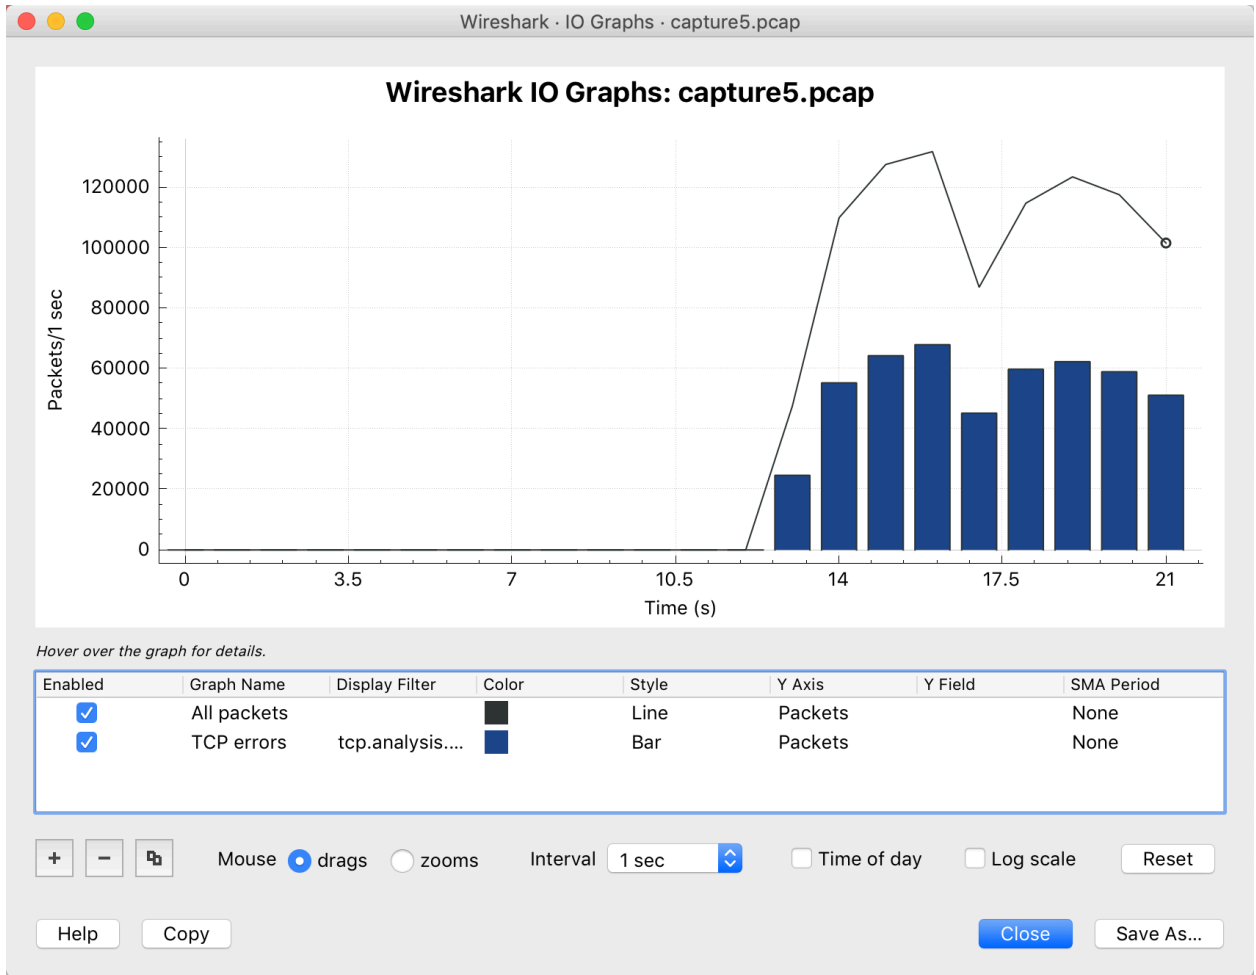 Wireshark · IO Graphs · capture5.pcap
Wireshark IO Graphs: capture5.pcap
Packets/1 sec
120000
100000
80000
60000
40000
20000
0
0 3.5 7 10.5 14 17.5 21
Time (s)
Hover over the graph for details.
Enabled Graph Name Display Filter Color Style Y Axis Y Field SMA Period
All packets Line Packets None
TCP errors tcp.analysis.... Bar Packets None
+ − Mouse drags zooms Interval 1 sec Time of day Log scale Reset
Help Copy Close Save As...